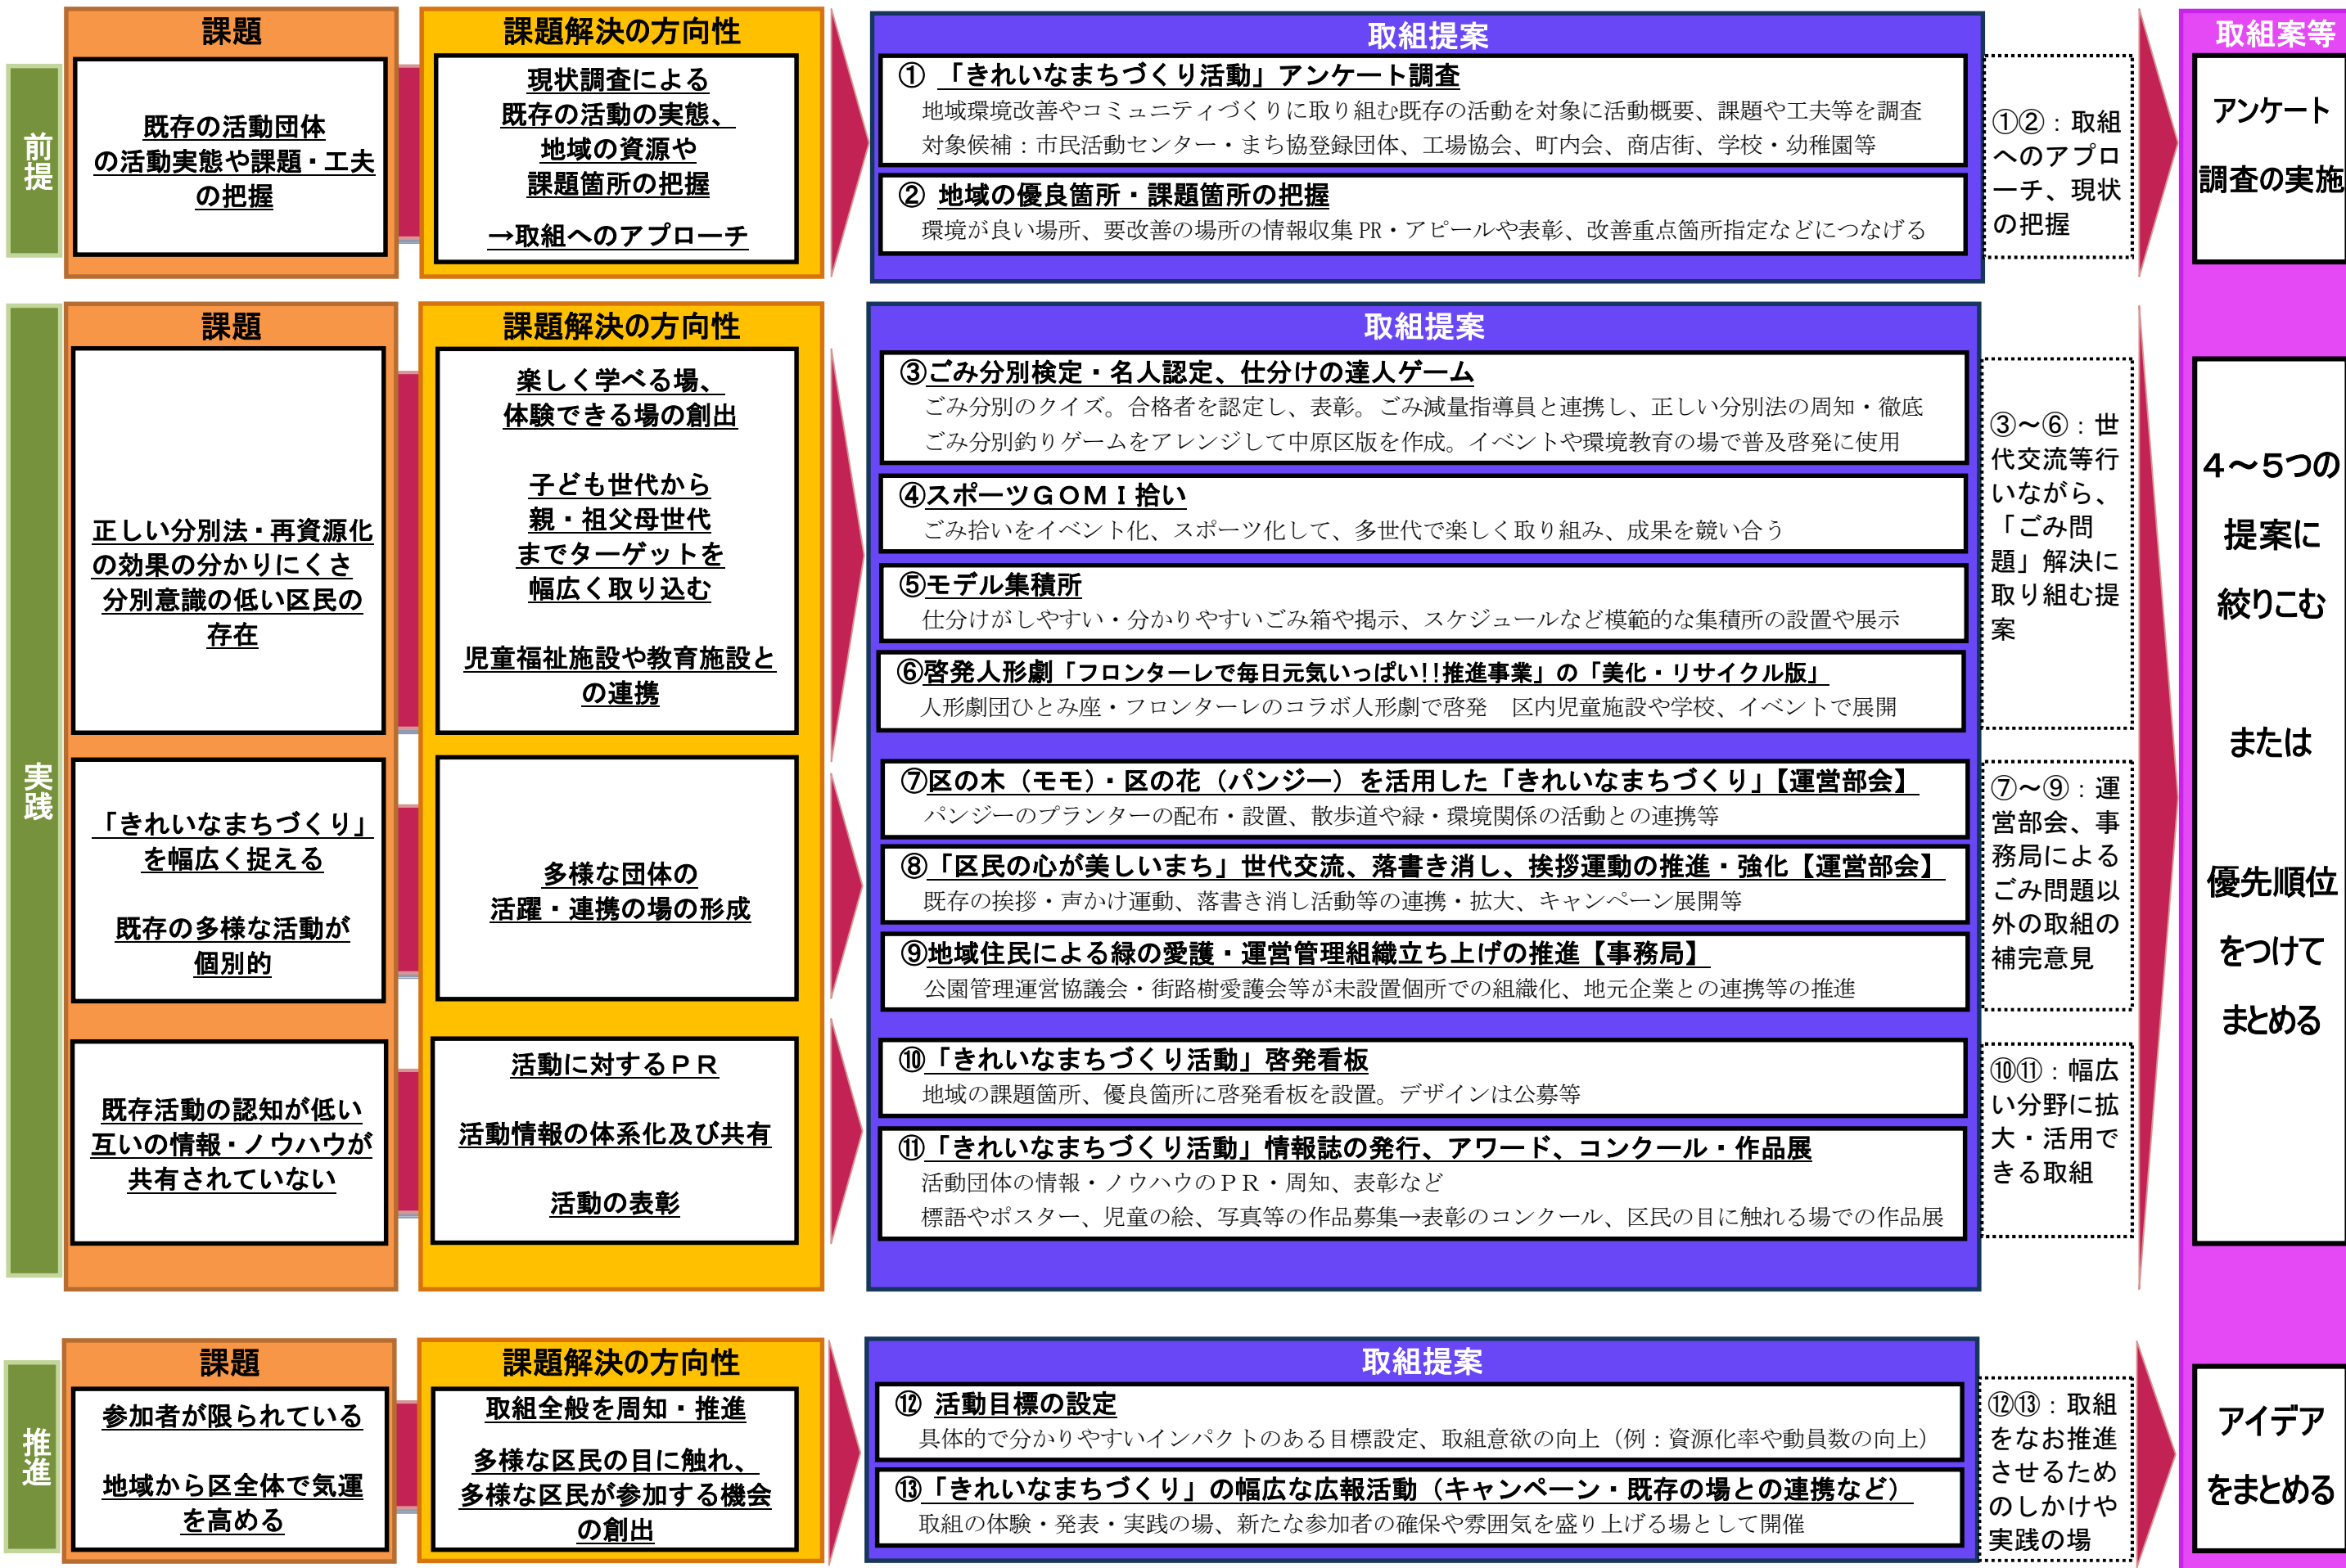 前提
課題
既存の活動団体
の活動実態や課題・工夫
の把握
課題解決の方向性
現状調査による
既存の活動の実態、
地域の資源や
課題箇所の把握
→取組へのアプローチ
取組提案
① 「きれいなまちづくり活動」アンケート調査
地域環境改善やコミュニティづくりに取り組む既存の活動を対象に活動概要、課題や工夫等を調査
対象候補：市民活動センター・まち協登録団体、工場協会、町内会、商店街、学校・幼稚園等
② 地域の優良箇所・課題箇所の把握
環境が良い場所、要改善の場所の情報収集 PR・アピールや表彰、改善重点箇所指定などにつなげる
①②：取組
へのアプロ
ーチ、現状
の把握
取組案等
アンケート
調査の実施
実践
課題
正しい分別法・再資源化
の効果の分かりにくさ
分別意識の低い区民の
存在
「きれいなまちづくり」
を幅広く捉える
既存の多様な活動が
個別的
既存活動の認知が低い
互いの情報・ノウハウが
共有されていない
課題解決の方向性
楽しく学べる場、
体験できる場の創出
子ども世代から
親・祖父母世代
までターゲットを
幅広く取り込む
児童福祉施設や教育施設と
の連携
多様な団体の
活躍・連携の場の形成
活動に対するＰＲ
活動情報の体系化及び共有
活動の表彰
取組提案
③ごみ分別検定・名人認定、仕分けの達人ゲーム
ごみ分別のクイズ。合格者を認定し、表彰。ごみ減量指導員と連携し、正しい分別法の周知・徹底
ごみ分別釣りゲームをアレンジして中原区版を作成。イベントや環境教育の場で普及啓発に使用
④スポーツＧＯＭＩ拾い
ごみ拾いをイベント化、スポーツ化して、多世代で楽しく取り組み、成果を競い合う
⑤モデル集積所
仕分けがしやすい・分かりやすいごみ箱や掲示、スケジュールなど模範的な集積所の設置や展示
⑥啓発人形劇「フロンターレで毎日元気いっぱい!!推進事業」の「美化・リサイクル版」
人形劇団ひとみ座・フロンターレのコラボ人形劇で啓発　区内児童施設や学校、イベントで展開
⑦区の木（モモ）・区の花（パンジー）を活用した「きれいなまちづくり」【運営部会】
パンジーのプランターの配布・設置、散歩道や緑・環境関係の活動との連携等
⑧「区民の心が美しいまち」世代交流、落書き消し、挨拶運動の推進・強化【運営部会】
既存の挨拶・声かけ運動、落書き消し活動等の連携・拡大、キャンペーン展開等
⑨地域住民による緑の愛護・運営管理組織立ち上げの推進【事務局】
公園管理運営協議会・街路樹愛護会等が未設置個所での組織化、地元企業との連携等の推進
⑩「きれいなまちづくり活動」啓発看板
地域の課題箇所、優良箇所に啓発看板を設置。デザインは公募等
⑪「きれいなまちづくり活動」情報誌の発行、アワード、コンクール・作品展
活動団体の情報・ノウハウのＰＲ・周知、表彰など
標語やポスター、児童の絵、写真等の作品募集→表彰のコンクール、区民の目に触れる場での作品展
③～⑥：世
代交流等行
いながら、
「ごみ問
題」解決に
取り組む提
案
⑦～⑨：運
営部会、事
務局による
ごみ問題以
外の取組の
補完意見
⑩⑪：幅広
い分野に拡
大・活用で
きる取組
４～５つの
提案に
絞りこむ
または
優先順位
をつけて
まとめる
推進
課題
参加者が限られている
地域から区全体で気運
を高める
課題解決の方向性
取組全般を周知・推進
多様な区民の目に触れ、
多様な区民が参加する機会
の創出
取組提案
⑫ 活動目標の設定
具体的で分かりやすいインパクトのある目標設定、取組意欲の向上（例：資源化率や動員数の向上）
⑬「きれいなまちづくり」の幅広な広報活動（キャンペーン・既存の場との連携など）
取組の体験・発表・実践の場、新たな参加者の確保や雰囲気を盛り上げる場として開催
⑫⑬：取組
をなお推進
させるため
のしかけや
実践の場
アイデア
をまとめる